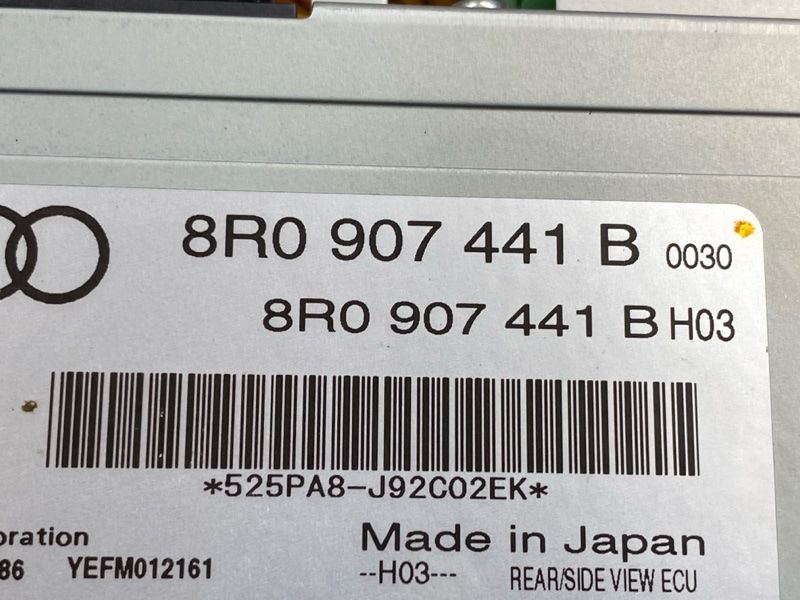 8R0 907 441 B 0030
8R0 907 441 B H03
*525PA8-J92C02EK*
oration Made in Japan
86 YEFM012161 --H03--- REAR/SIDE VIEW ECU